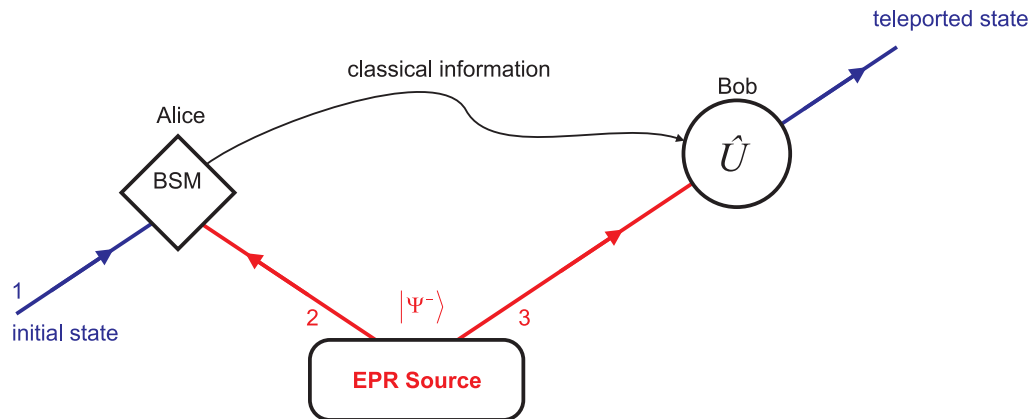 teleported state
classical information
Bob
Alice
Û
BSM
1
initial state
2
|Ψ⁻⟩
3
EPR Source